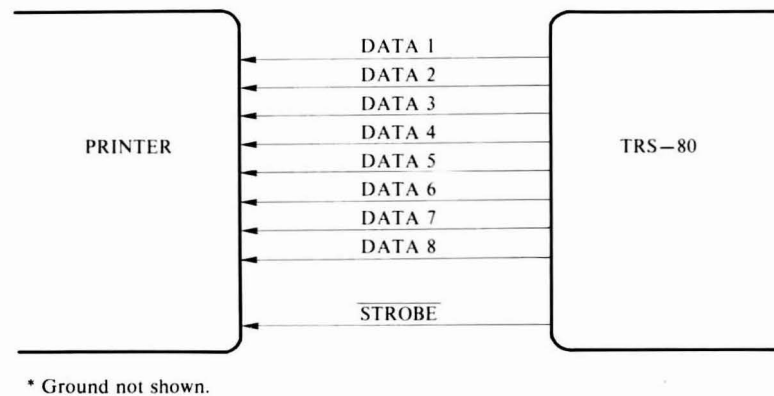 DATA 1
DATA 2
DATA 3
DATA 4
PRINTER
TRS–80
DATA 5
DATA 6
DATA 7
DATA 8
STROBE
* Ground not shown.